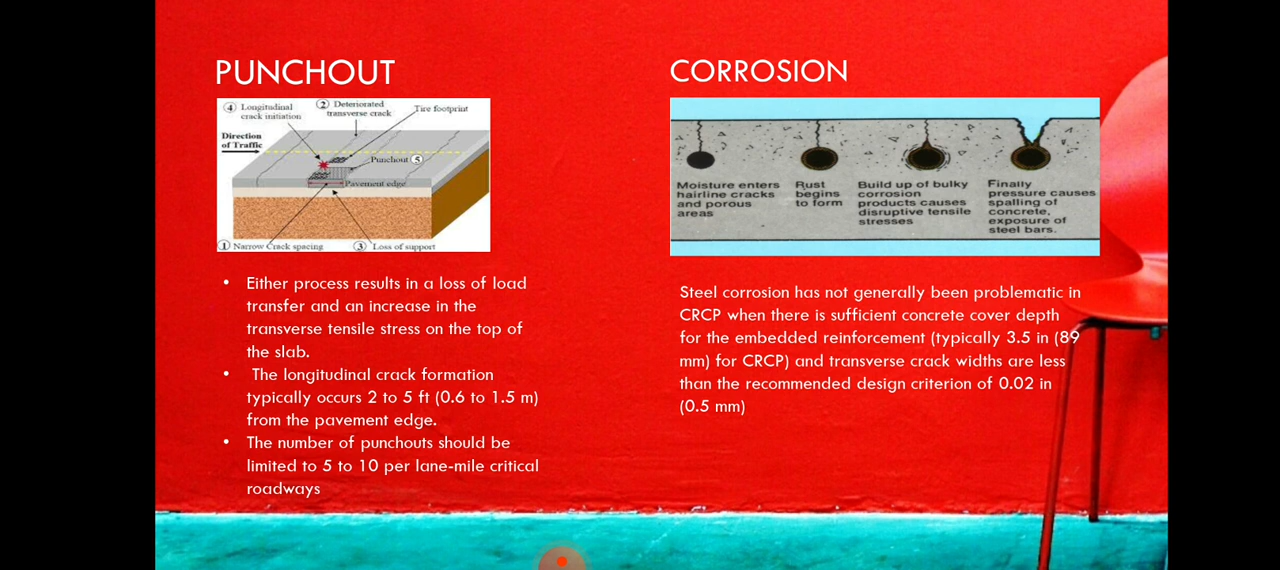 PUNCHOUT
④ Longitudinal
crack initiation
② Deteriorated
transverse crack
Tire footprint
Direction
of Traffic
Punchout ⑤
Pavement edge
① Narrow Crack spacing
③ Loss of support
• Either process results in a loss of load
transfer and an increase in the
transverse tensile stress on the top of
the slab.
• The longitudinal crack formation
typically occurs 2 to 5 ft (0.6 to 1.5 m)
from the pavement edge.
• The number of punchouts should be
limited to 5 to 10 per lane-mile critical
roadways
CORROSION
Moisture enters
hairline cracks
and porous
areas
Rust
begins
to form
Build up of bulky
corrosion
products causes
disruptive tensile
stresses
Finally
pressure causes
spalling of
concrete,
exposure of
steel bars.
Steel corrosion has not generally been problematic in
CRCP when there is sufficient concrete cover depth
for the embedded reinforcement (typically 3.5 in (89
mm) for CRCP) and transverse crack widths are less
than the recommended design criterion of 0.02 in
(0.5 mm)